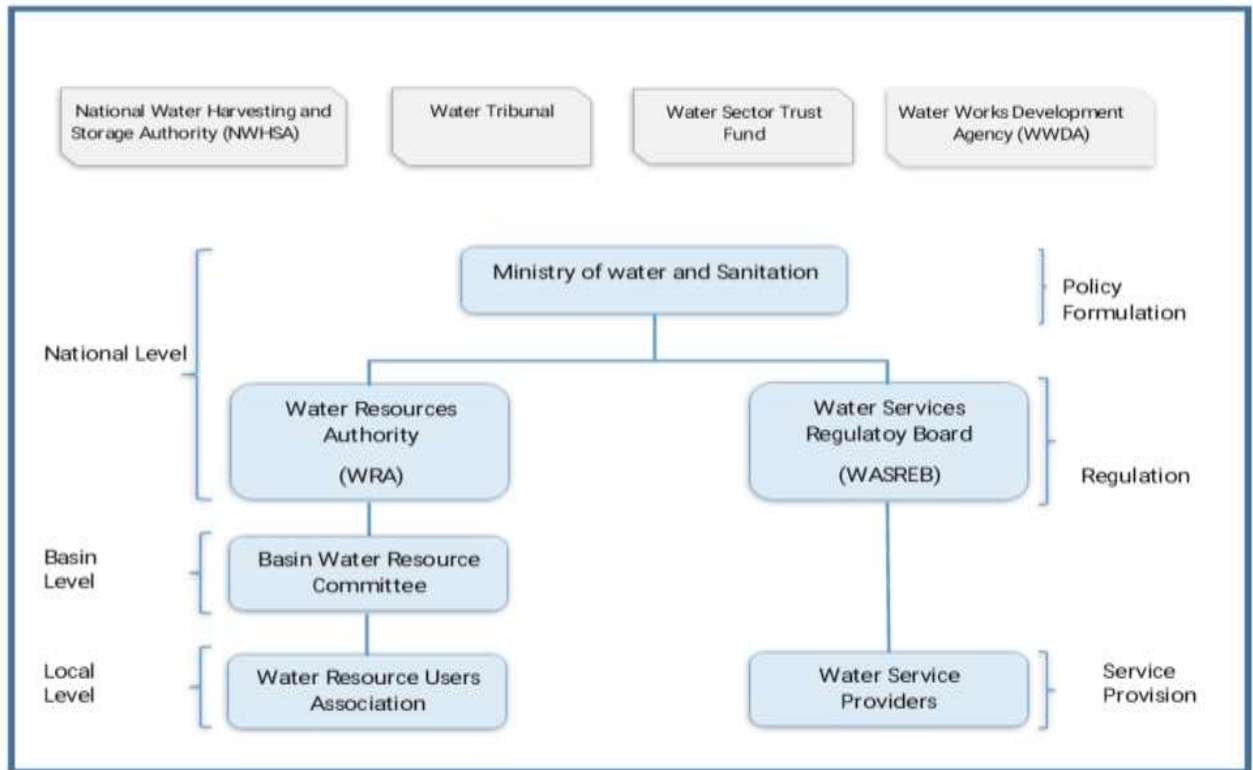 National Water Harvesting and
Storage Authority (NWHSA)
Water Tribunal
Water Sector Trust
Fund
Water Works Development
Agency (WWDA)
Ministry of water and Sanitation
Policy
Formulation
National Level
Water Resources
Authority
(WRA)
Water Services
Regulatoy Board
(WASREB)
Regulation
Basin
Level
Basin Water Resource
Committee
Local
Level
Water Resource Users
Association
Water Service
Providers
Service
Provision